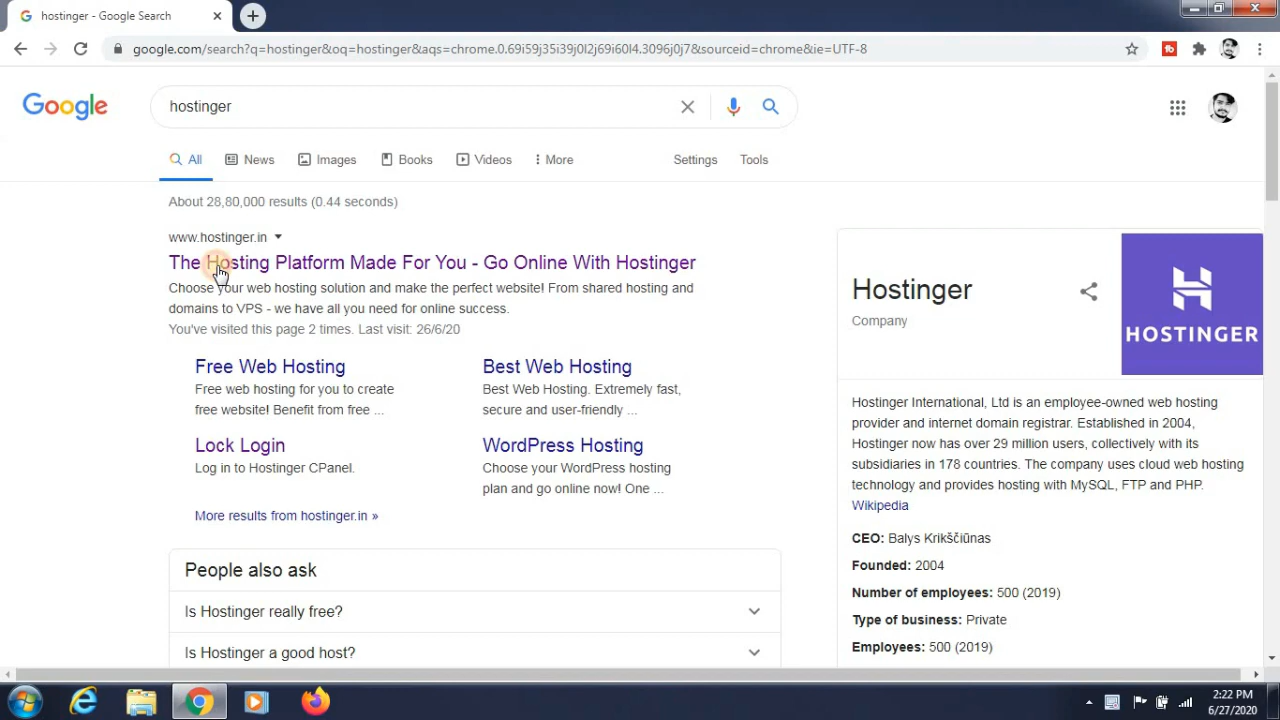 hostinger - Google Search
google.com/search?q=hostinger&oq=hostinger&aqs=chrome.0.69i59j35i39j0l2j69i60l4.3096j0j7&sourceid=chrome&ie=UTF-8
Google
hostinger
All
News
Images
Books
Videos
More
Settings
Tools
About 28,80,000 results (0.44 seconds)
www.hostinger.in
The Hosting Platform Made For You - Go Online With Hostinger
Choose your web hosting solution and make the perfect website! From shared hosting and
domains to VPS - we have all you need for online success.
You've visited this page 2 times. Last visit: 26/6/20
Free Web Hosting
Free web hosting for you to create
free website! Benefit from free ...
Best Web Hosting
Best Web Hosting. Extremely fast,
secure and user-friendly ...
Lock Login
Log in to Hostinger CPanel.
WordPress Hosting
Choose your WordPress hosting
plan and go online now! One ...
More results from hostinger.in »
People also ask
Is Hostinger really free?
Is Hostinger a good host?
Hostinger
Company
HOSTINGER
Hostinger International, Ltd is an employee-owned web hosting
provider and internet domain registrar. Established in 2004,
Hostinger now has over 29 million users, collectively with its
subsidiaries in 178 countries. The company uses cloud web hosting
technology and provides hosting with MySQL, FTP and PHP.
Wikipedia
CEO: Balys Krikščiūnas
Founded: 2004
Number of employees: 500 (2019)
Type of business: Private
Employees: 500 (2019)
2:22 PM
6/27/2020